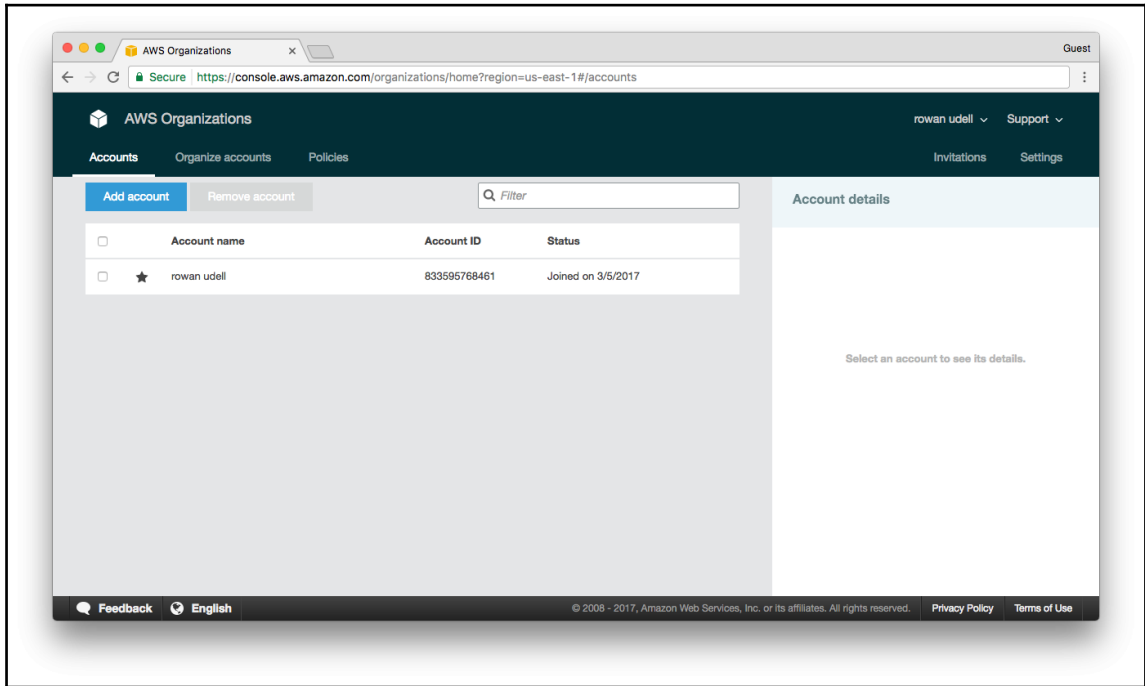 AWS Organizations
Guest
Secure https://console.aws.amazon.com/organizations/home?region=us-east-1#/accounts
AWS Organizations
rowan udell Support
Accounts Organize accounts Policies
Invitations Settings
Add account Remove account Filter
Account details
Account name Account ID Status
rowan udell 833595768461 Joined on 3/5/2017
Select an account to see its details.
Feedback English © 2008 - 2017, Amazon Web Services, Inc. or its affiliates. All rights reserved. Privacy Policy Terms of Use